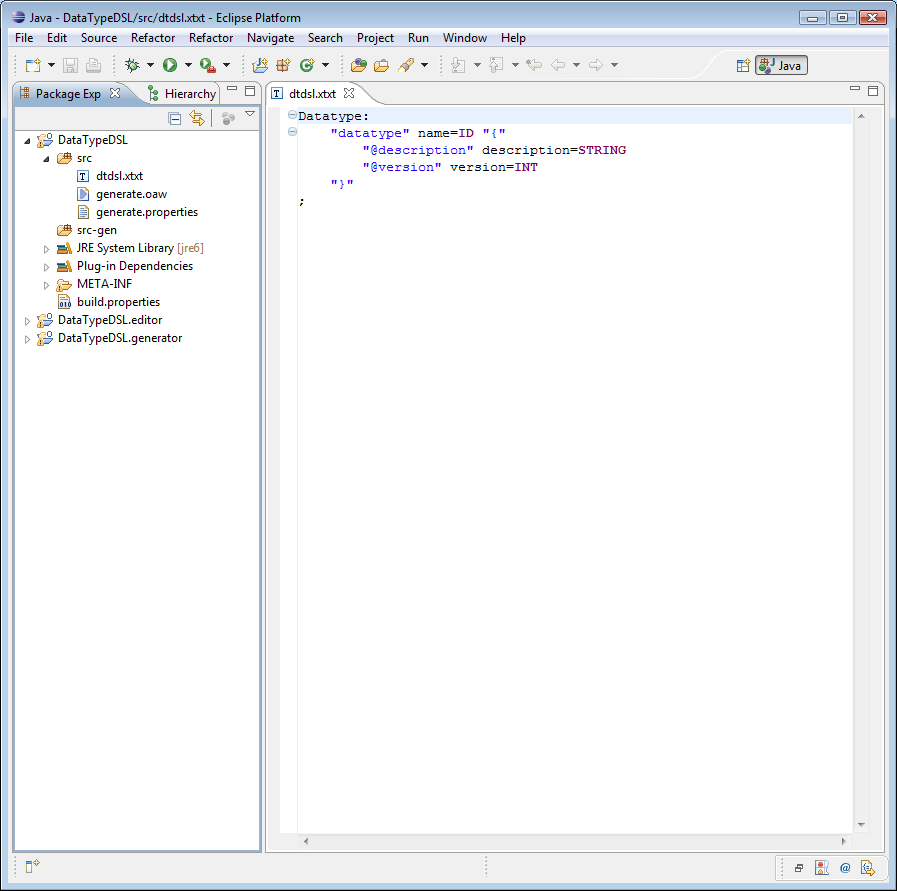 Java - DataTypeDSL/src/dtdsl.xtxt - Eclipse Platform
File Edit Source Refactor Refactor Navigate Search Project Run Window Help
Java
Package Exp Hierarchy
dtdsl.xtxt
DataTypeDSL
src
dtdsl.xtxt
generate.oaw
generate.properties
src-gen
JRE System Library [jre6]
Plug-in Dependencies
META-INF
build.properties
DataTypeDSL.editor
DataTypeDSL.generator
Datatype:
"datatype" name=ID "{"
"@description" description=STRING
"@version" version=INT
"}"
;